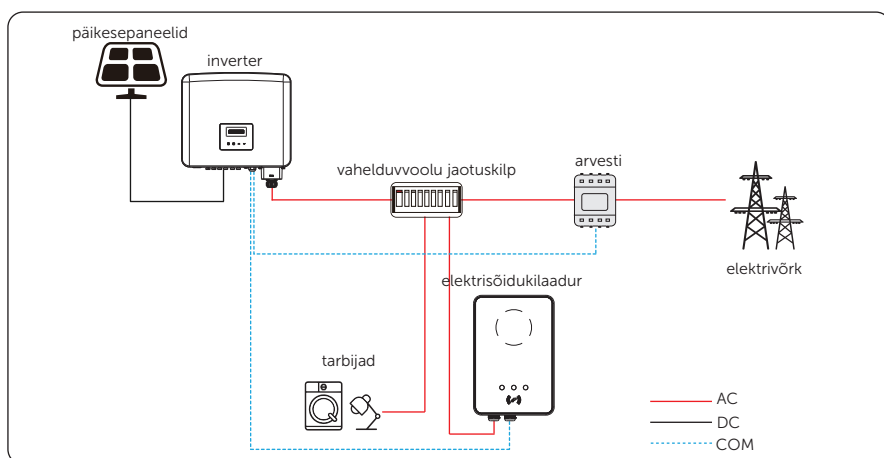 päikesepaneelid
inverter
vahelduvvoolu jaotuskilp
arvesti
elektrivõrk
elektrisõidukilaadur
tarbijad
AC
DC
COM